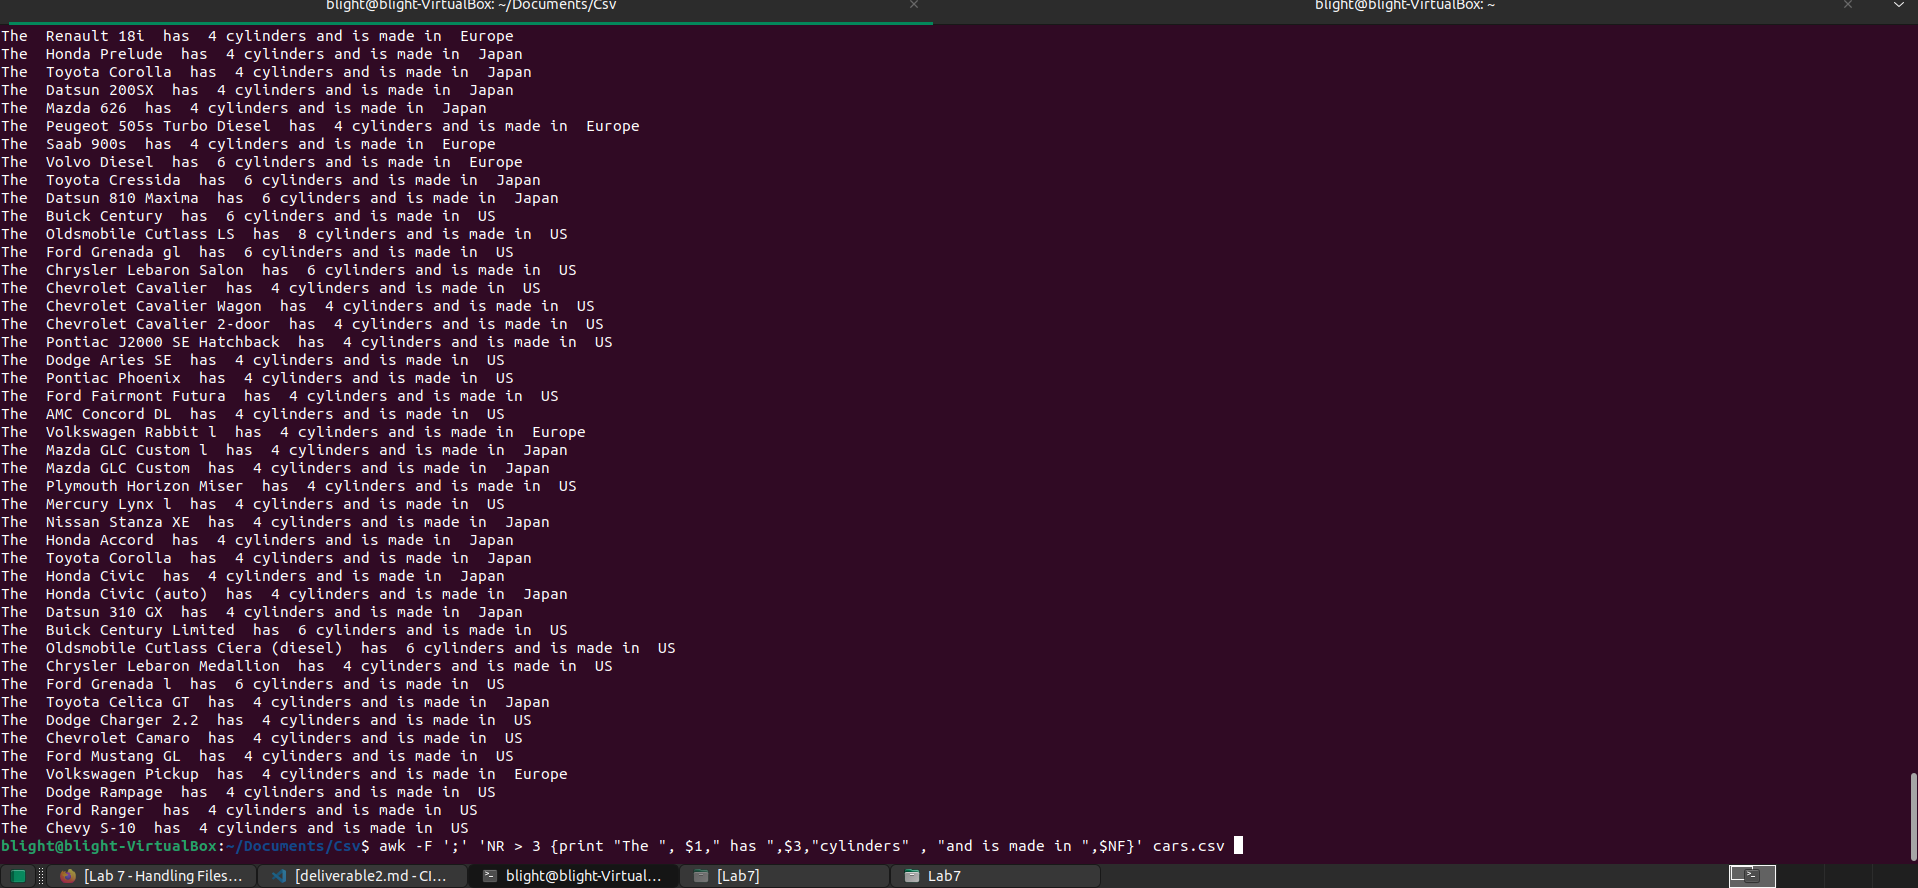 blight@blight-VirtualBox: ~/Documents/Csv
blight@blight-VirtualBox: ~
The  Renault 18i  has  4 cylinders and is made in  Europe
The  Honda Prelude  has  4 cylinders and is made in  Japan
The  Toyota Corolla  has  4 cylinders and is made in  Japan
The  Datsun 200SX  has  4 cylinders and is made in  Japan
The  Mazda 626  has  4 cylinders and is made in  Japan
The  Peugeot 505s Turbo Diesel  has  4 cylinders and is made in  Europe
The  Saab 900s  has  4 cylinders and is made in  Europe
The  Volvo Diesel  has  6 cylinders and is made in  Europe
The  Toyota Cressida  has  6 cylinders and is made in  Japan
The  Datsun 810 Maxima  has  6 cylinders and is made in  Japan
The  Buick Century  has  6 cylinders and is made in  US
The  Oldsmobile Cutlass LS  has  8 cylinders and is made in  US
The  Ford Grenada gl  has  6 cylinders and is made in  US
The  Chrysler Lebaron Salon  has  6 cylinders and is made in  US
The  Chevrolet Cavalier  has  4 cylinders and is made in  US
The  Chevrolet Cavalier Wagon  has  4 cylinders and is made in  US
The  Chevrolet Cavalier 2-door  has  4 cylinders and is made in  US
The  Pontiac J2000 SE Hatchback  has  4 cylinders and is made in  US
The  Dodge Aries SE  has  4 cylinders and is made in  US
The  Pontiac Phoenix  has  4 cylinders and is made in  US
The  Ford Fairmont Futura  has  4 cylinders and is made in  US
The  AMC Concord DL  has  4 cylinders and is made in  US
The  Volkswagen Rabbit l  has  4 cylinders and is made in  Europe
The  Mazda GLC Custom l  has  4 cylinders and is made in  Japan
The  Mazda GLC Custom  has  4 cylinders and is made in  Japan
The  Plymouth Horizon Miser  has  4 cylinders and is made in  US
The  Mercury Lynx l  has  4 cylinders and is made in  US
The  Nissan Stanza XE  has  4 cylinders and is made in  Japan
The  Honda Accord  has  4 cylinders and is made in  Japan
The  Toyota Corolla  has  4 cylinders and is made in  Japan
The  Honda Civic  has  4 cylinders and is made in  Japan
The  Honda Civic (auto)  has  4 cylinders and is made in  Japan
The  Datsun 310 GX  has  4 cylinders and is made in  Japan
The  Buick Century Limited  has  6 cylinders and is made in  US
The  Oldsmobile Cutlass Ciera (diesel)  has  6 cylinders and is made in  US
The  Chrysler Lebaron Medallion  has  4 cylinders and is made in  US
The  Ford Grenada l  has  6 cylinders and is made in  US
The  Toyota Celica GT  has  4 cylinders and is made in  Japan
The  Dodge Charger 2.2  has  4 cylinders and is made in  US
The  Chevrolet Camaro  has  4 cylinders and is made in  US
The  Ford Mustang GL  has  4 cylinders and is made in  US
The  Volkswagen Pickup  has  4 cylinders and is made in  Europe
The  Dodge Rampage  has  4 cylinders and is made in  US
The  Ford Ranger  has  4 cylinders and is made in  US
The  Chevy S-10  has  4 cylinders and is made in  US
blight@blight-VirtualBox:~/Documents/Csv$ awk -F ';' 'NR > 3 {print "The ", $1," has ",$3,"cylinders" , "and is made in ",$NF}' cars.csv
[Lab 7 - Handling Files... [deliverable2.md - CI... blight@blight-Virtual... [Lab7] Lab7